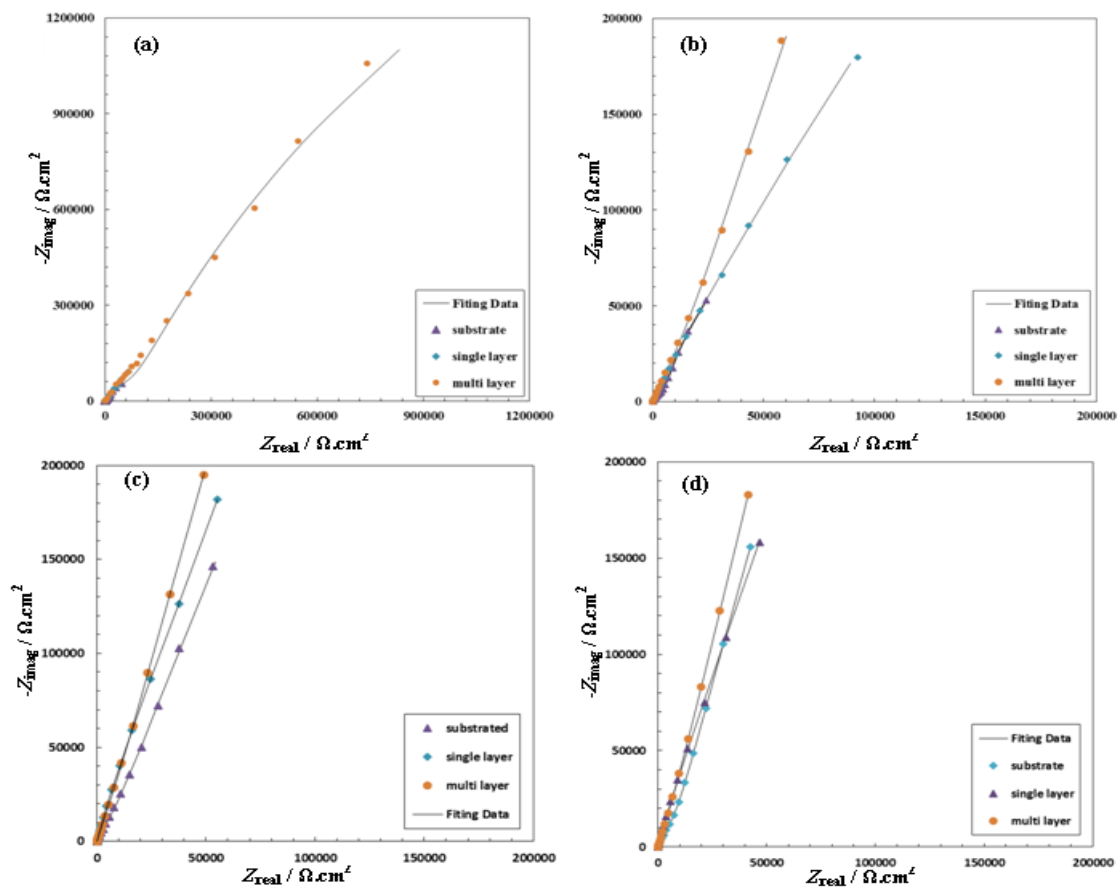 (a)
1200000
900000
600000
300000
0
-Zimag / Ω.cm2
Fiting Data
substrate
single layer
multi layer
0 300000 600000 900000 1200000
Zreal / Ω.cm2
(b)
200000
150000
100000
50000
0
-Zimag / Ω.cm2
Fiting Data
substrate
single layer
multi layer
0 50000 100000 150000 200000
Zreal / Ω.cm2
(c)
200000
150000
100000
50000
0
-Zimag / Ω.cm2
substrated
single layer
multi layer
Fiting Data
0 50000 100000 150000 200000
Zreal / Ω.cm2
(d)
200000
150000
100000
50000
0
-Zimag / Ω.cm2
Fiting Data
substrate
single layer
multi layer
0 50000 100000 150000 200000
Zreal / Ω.cm2